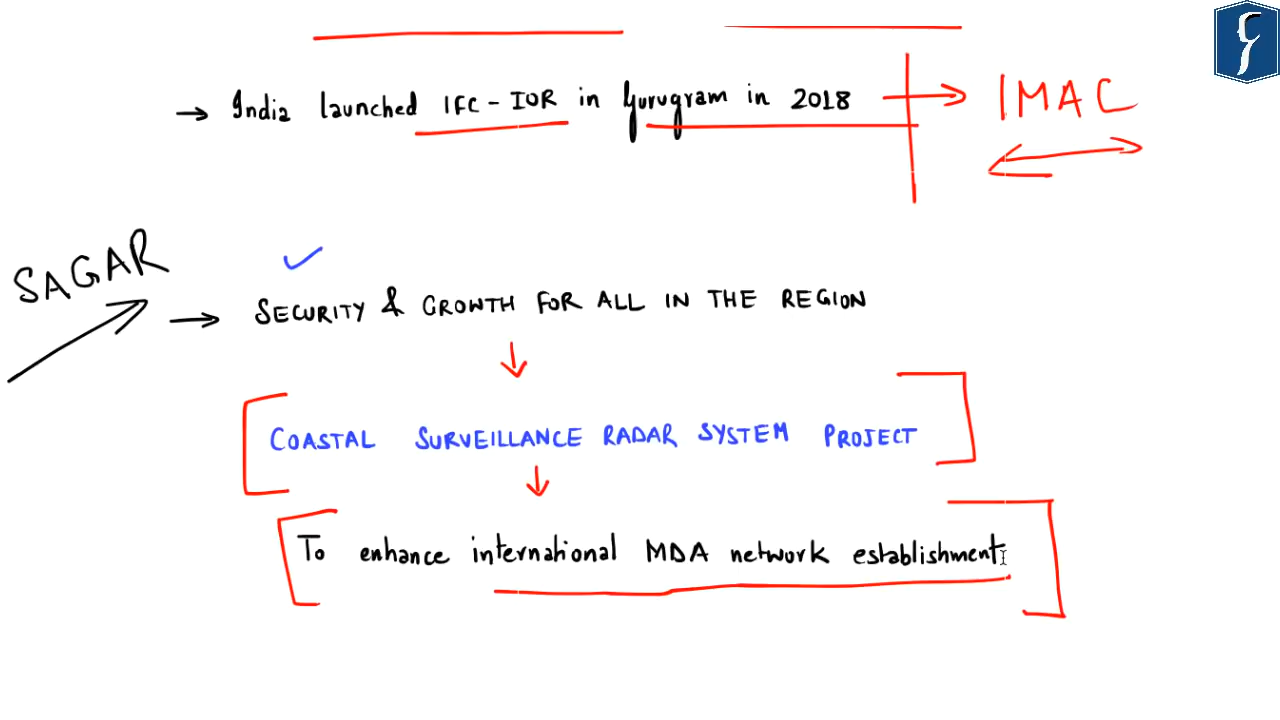 → India launched IFC - IOR in Gurugram in 2018 → IMAC
SAGAR
→ SECURITY & GROWTH FOR ALL IN THE REGION
COASTAL SURVEILLANCE RADAR SYSTEM PROJECT
To enhance international MDA network establishment.